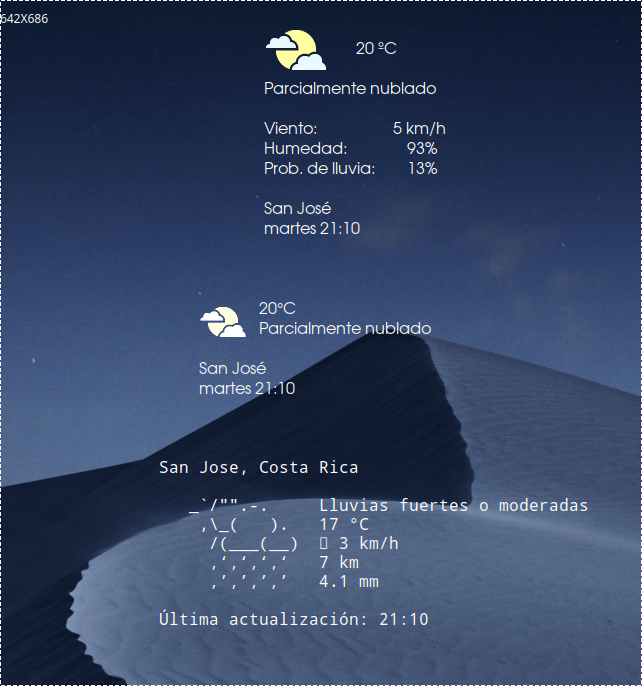 642X686
20 ºC
Parcialmente nublado
Viento: 5 km/h
Humedad: 93%
Prob. de lluvia: 13%
San José
martes 21:10
20ºC
Parcialmente nublado
San José
martes 21:10
San Jose, Costa Rica
_`/"".-. Lluvias fuertes o moderadas
,\_( ). 17 °C
/(___(__) 3 km/h
,‘,‘,‘,‘ 7 km
,’,’,’,’ 4.1 mm
Última actualización: 21:10